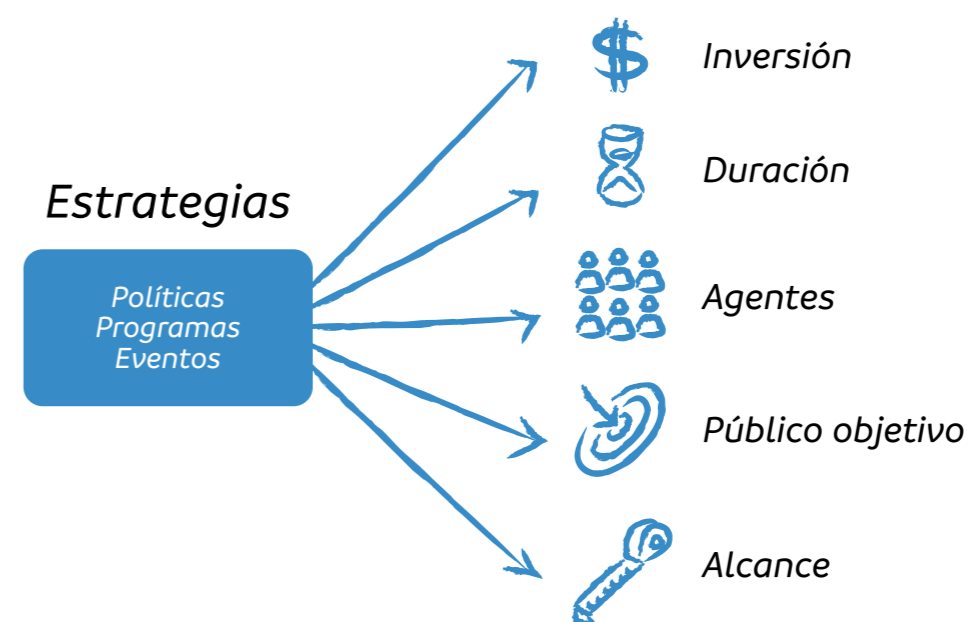 Estrategias
Políticas
Programas
Eventos
Inversión
Duración
Agentes
Público objetivo
Alcance